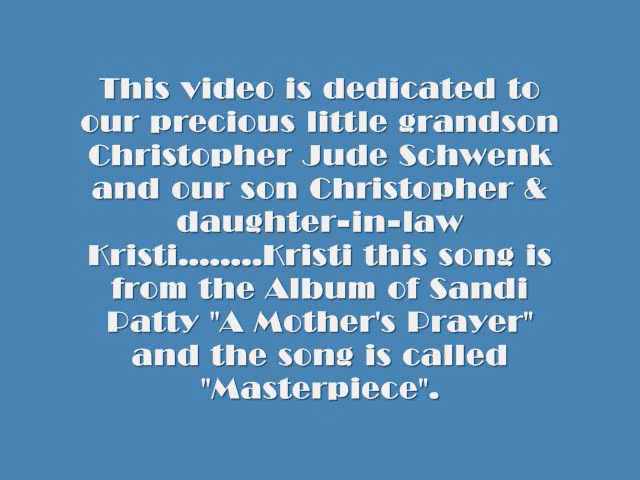 This video is dedicated to
our precious little grandson
Christopher Jude Schwenk
and our son Christopher &
daughter-in-law
Kristi........Kristi this song is
from the Album of Sandi
Patty "A Mother's Prayer"
and the song is called
"Masterpiece".